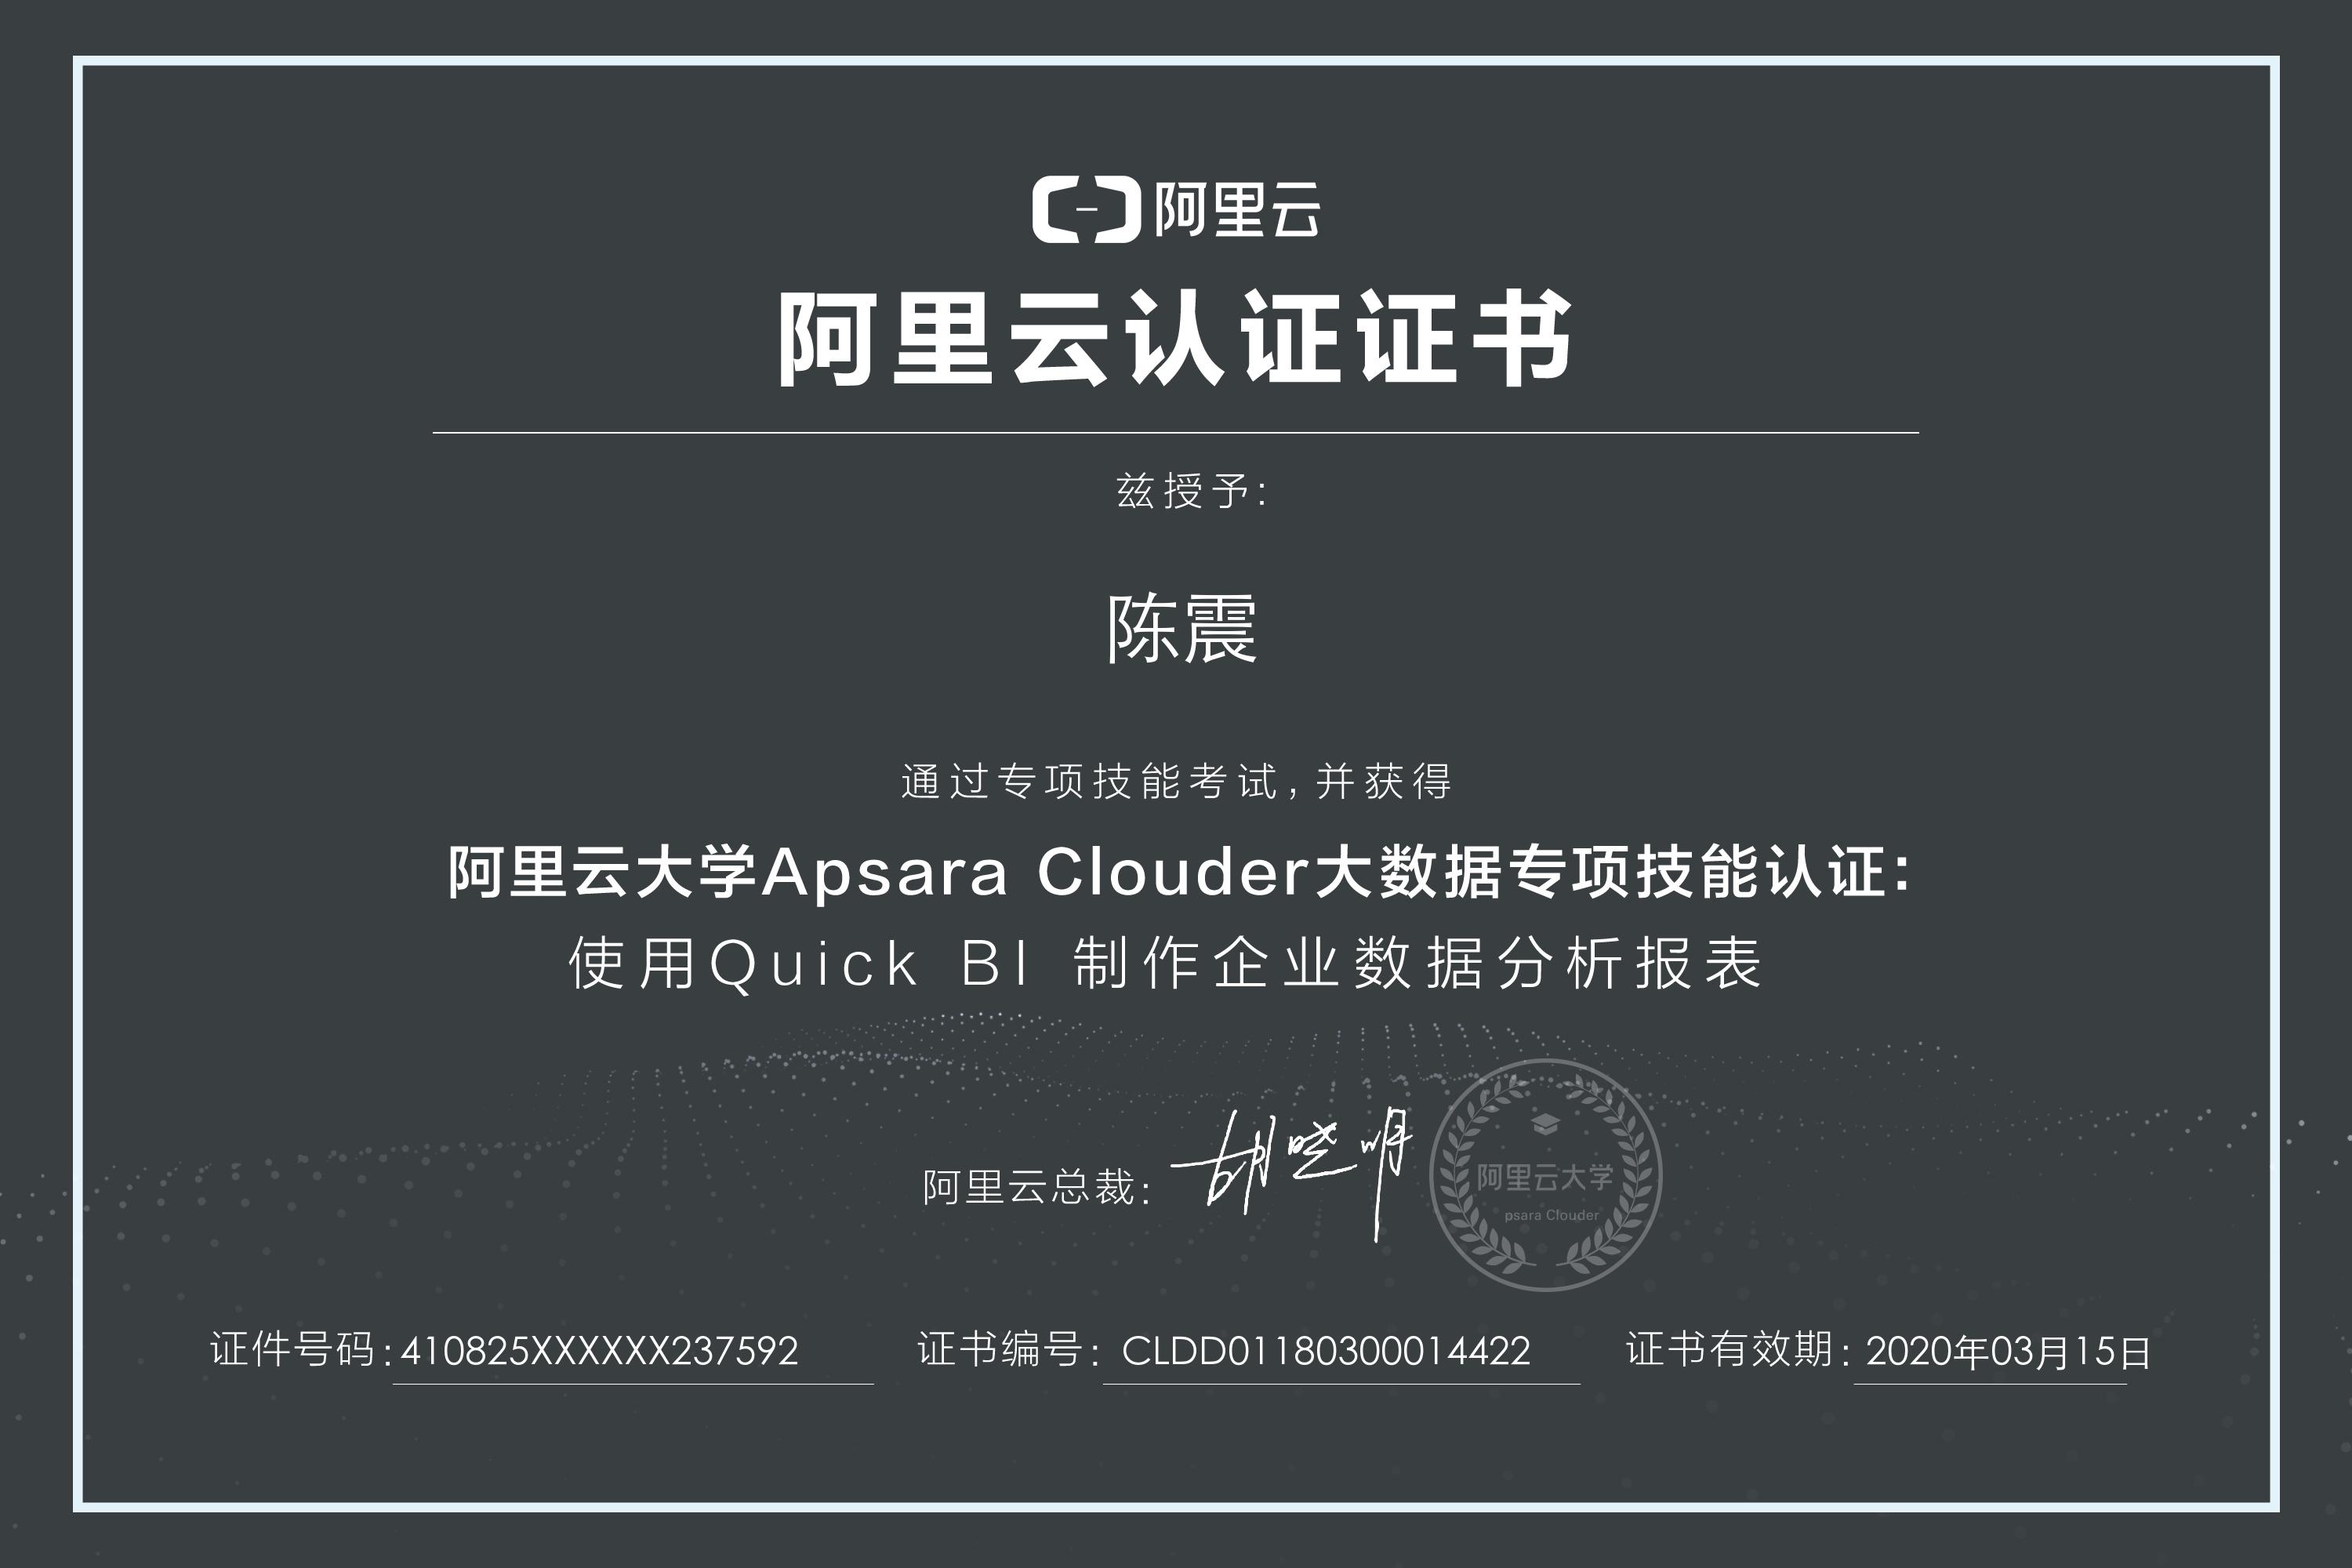 阿里云
阿里云认证证书
兹授予:
陈震
通过专项技能考试,并获得
阿里云大学Apsara Clouder大数据专项技能认证:
使用Quick BI 制作企业数据分析报表
阿里云总裁: 胡晓明
阿里云大学
psara Clouder
证件号码:410825XXXXXXX237592 证书编号: CLDD01180300014422 证书有效期:2020年03月15日